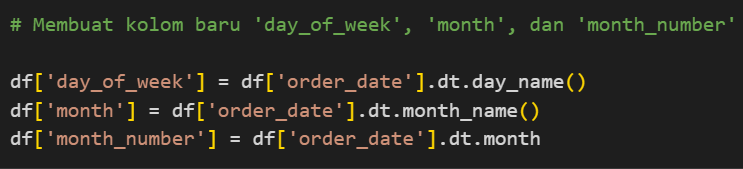 # Membuat kolom baru 'day_of_week', 'month', dan 'month_number'
df['day_of_week'] = df['order_date'].dt.day_name()
df['month'] = df['order_date'].dt.month_name()
df['month_number'] = df['order_date'].dt.month